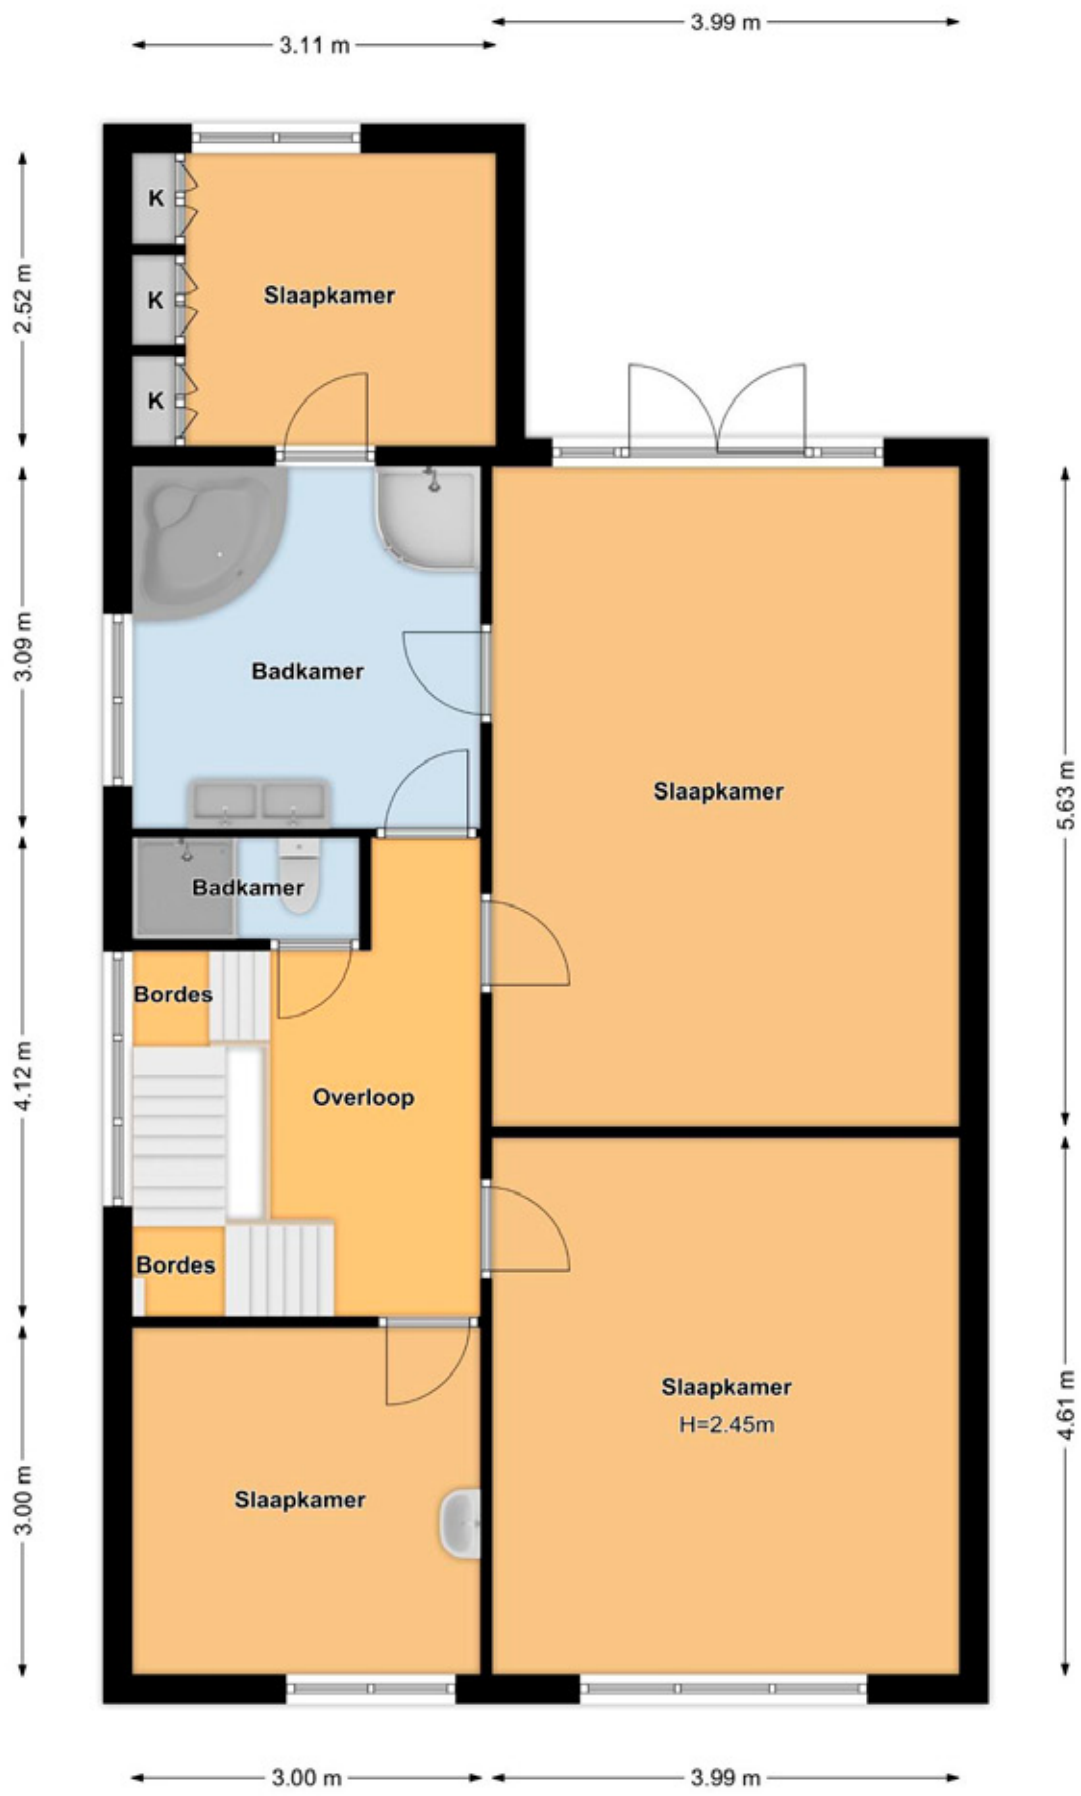 3.99 m
3.11 m
K
2.52 m
Slaapkamer
K
K
3.09 m
Badkamer
5.63 m
Slaapkamer
Badkamer
Bordes
4.12 m
Overloop
Bordes
Slaapkamer
H=2.45m
4.61 m
3.00 m
Slaapkamer
3.00 m
3.99 m